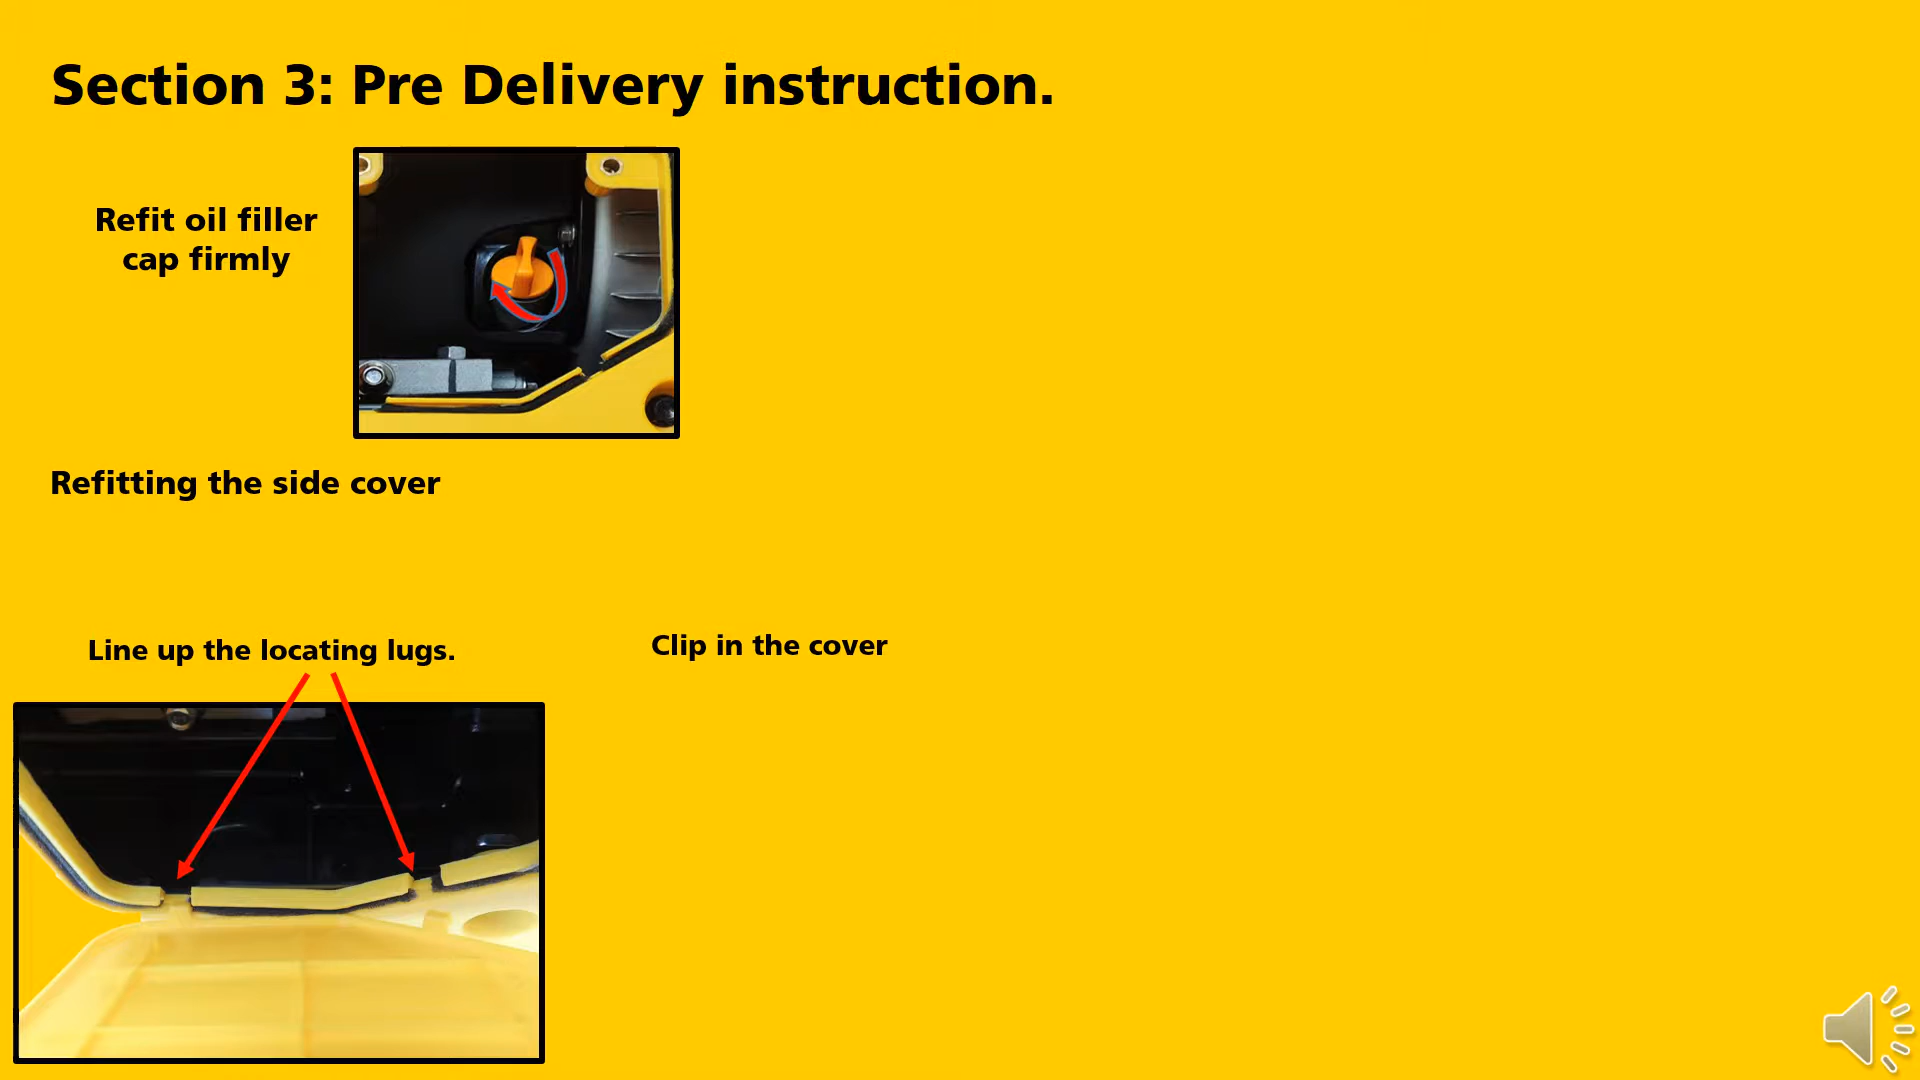 Section 3: Pre Delivery instruction.
Refit oil filler
cap firmly
Refitting the side cover
Line up the locating lugs.
Clip in the cover